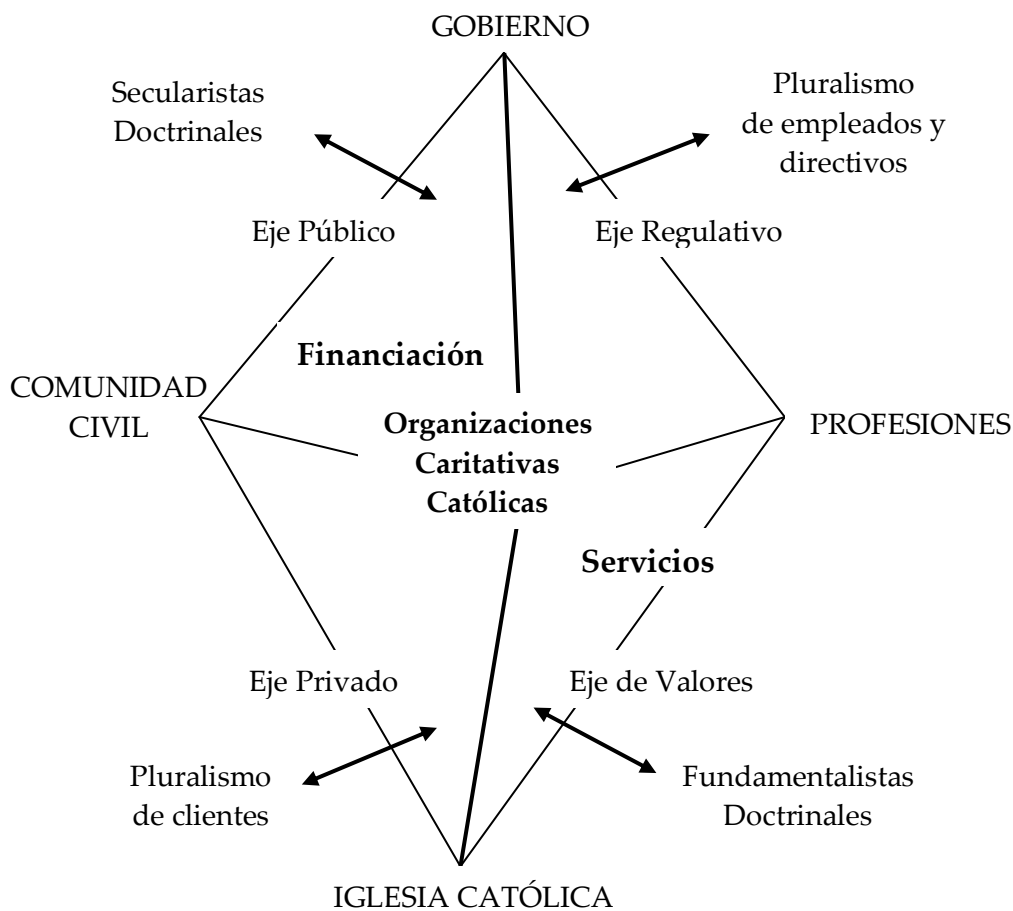 GOBIERNO
Secularistas
Doctrinales
Pluralismo
de empleados y
directivos
Eje Público
Eje Regulativo
Financiación
COMUNIDAD
CIVIL
Organizaciones
Caritativas
Católicas
PROFESIONES
Servicios
Eje Privado
Eje de Valores
Pluralismo
de clientes
Fundamentalistas
Doctrinales
IGLESIA CATÓLICA